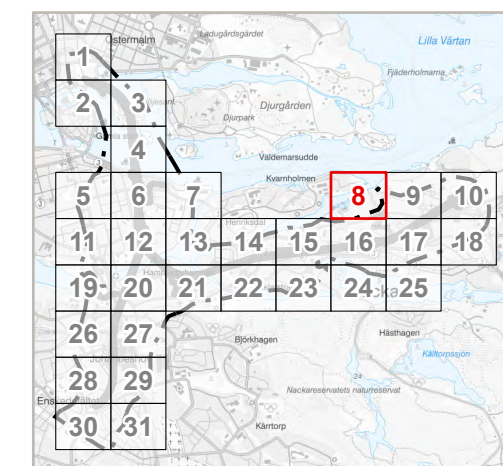 Ladugårdsgärdet
Lilla Värtan
1
Fjäderholmarna
2 3
Djurgården
Djurpark
4
Valdemarsudde
Kvarnholmen
5 6 7 8 9 10
Henriksdal
11 12 13 14 15 16 17 18
19 20 21 22 23 24 25
26 27
Björkhagen
Hästhagen
Källtorpssjön
28 29
24
Nackareservatets naturreservat
30 31
Kärrtorp